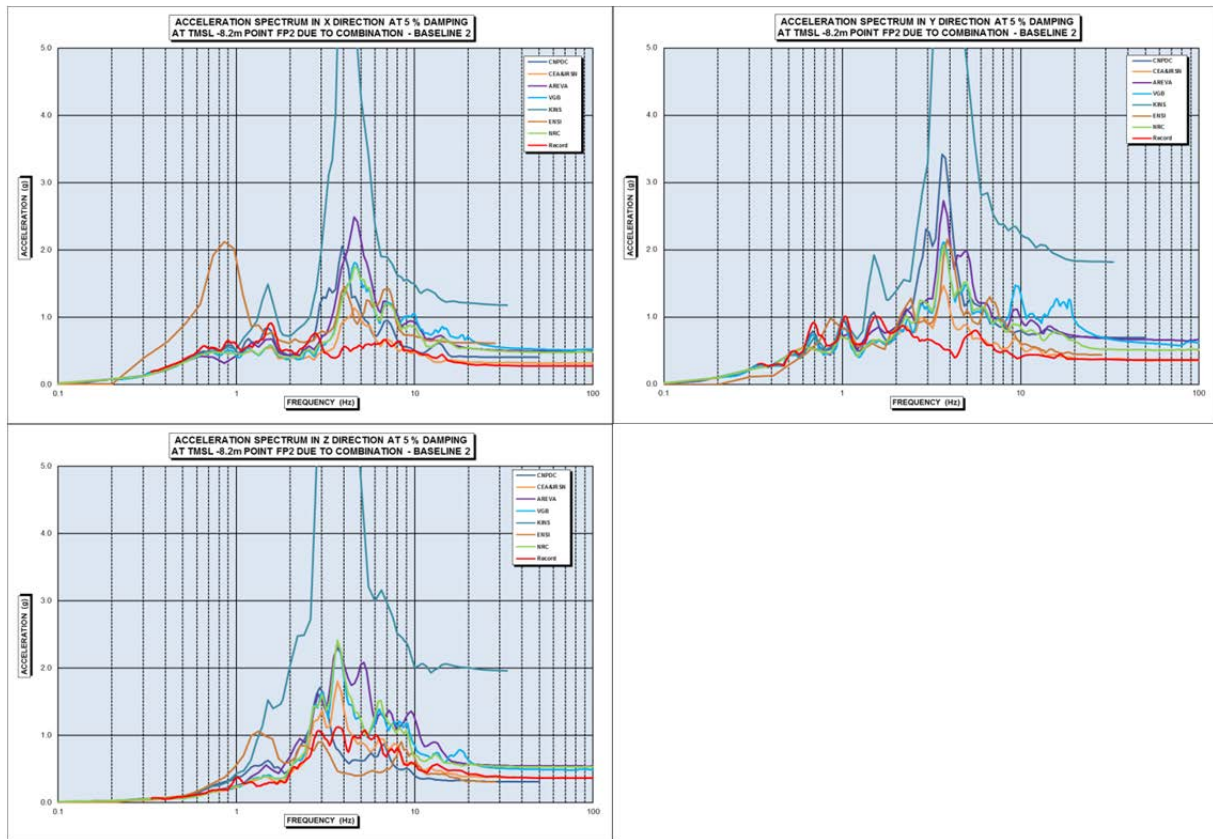 ACCELERATION SPECTRUM IN X DIRECTION AT 5 % DAMPING
AT TMSL -8.2m POINT FP2 DUE TO COMBINATION - BASELINE 2
5.0
4.0
3.0
2.0
1.0
0.0
ACCELERATION (g)
CNPDC
CEA&IRSN
AREVA
VGB
KINS
ENSI
NRC
Record
0.1
1
10
100
FREQUENCY (Hz)
ACCELERATION SPECTRUM IN Y DIRECTION AT 5 % DAMPING
AT TMSL -8.2m POINT FP2 DUE TO COMBINATION - BASELINE 2
5.0
4.0
3.0
2.0
1.0
0.0
ACCELERATION (g)
CNPDC
CEA&IRSN
AREVA
VGB
KINS
ENSI
NRC
Record
0.1
1
10
100
FREQUENCY (Hz)
ACCELERATION SPECTRUM IN Z DIRECTION AT 5 % DAMPING
AT TMSL -8.2m POINT FP2 DUE TO COMBINATION - BASELINE 2
5.0
4.0
3.0
2.0
1.0
0.0
ACCELERATION (g)
CNPDC
CEA&IRSN
AREVA
VGB
KINS
ENSI
NRC
Record
0.1
1
10
100
FREQUENCY (Hz)